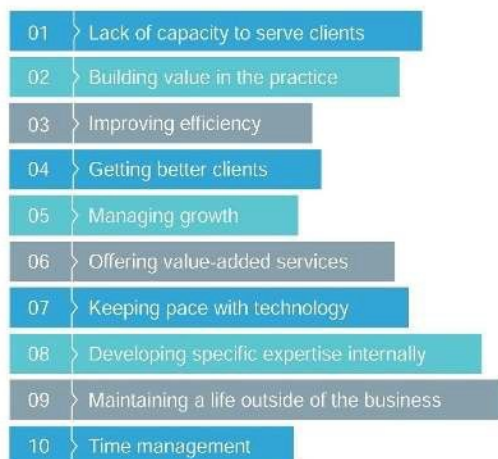 01 Lack of capacity to serve clients
02 Building value in the practice
03 Improving efficiency
04 Getting better clients
05 Managing growth
06 Offering value-added services
07 Keeping pace with technology
08 Developing specific expertise internally
09 Maintaining a life outside of the business
10 Time management